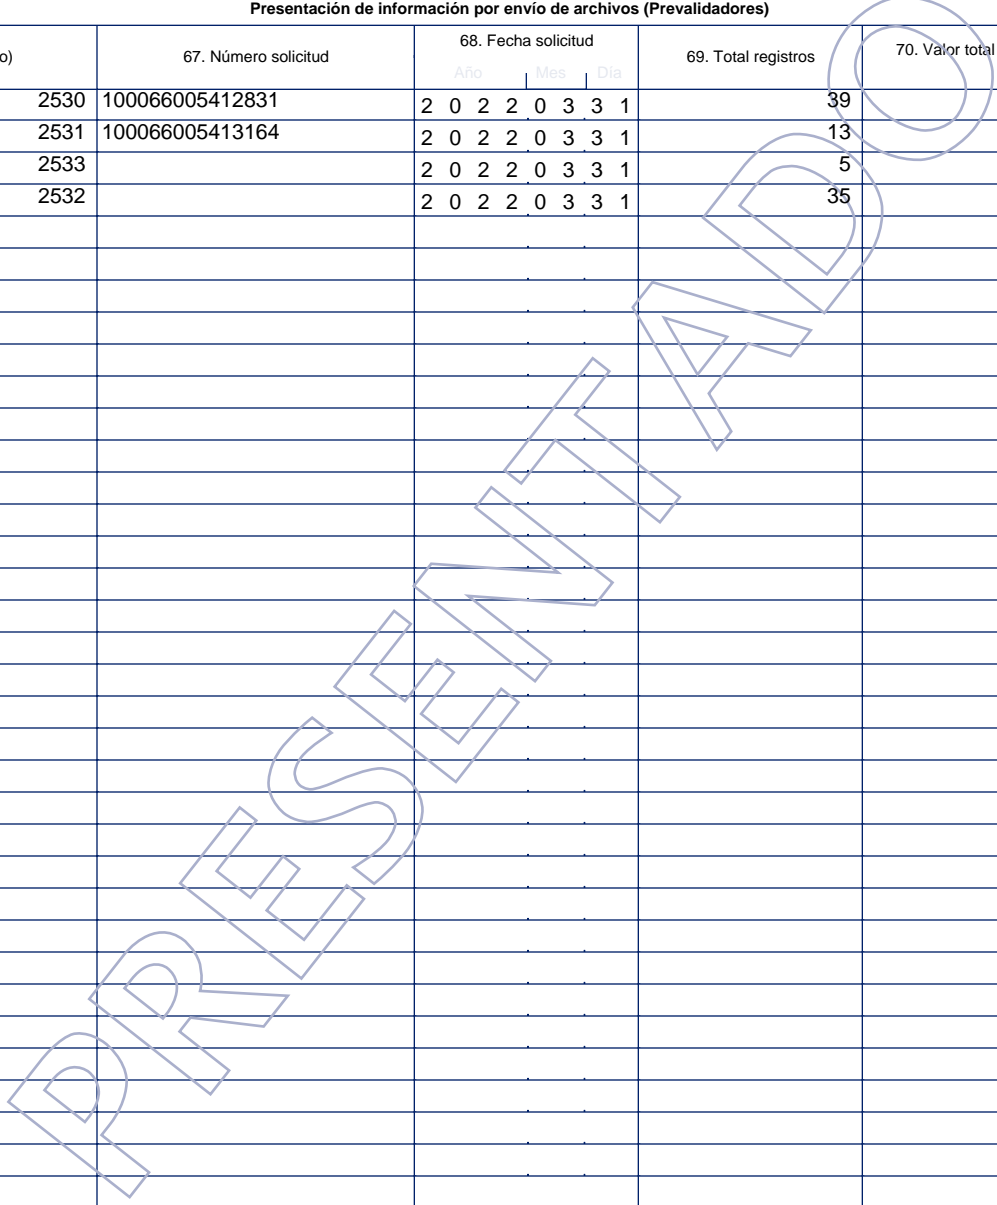 Presentación de información por envío de archivos (Prevalidadores)
o) 67. Número solicitud 68. Fecha solicitud 69. Total registros 70. Valor total
Año Mes Día
2530 100066005412831 2 0 2 2 0 3 3 1 39
2531 100066005413164 2 0 2 2 0 3 3 1 13
2533 2 0 2 2 0 3 3 1 5
2532 2 0 2 2 0 3 3 1 35
PRESENTADO